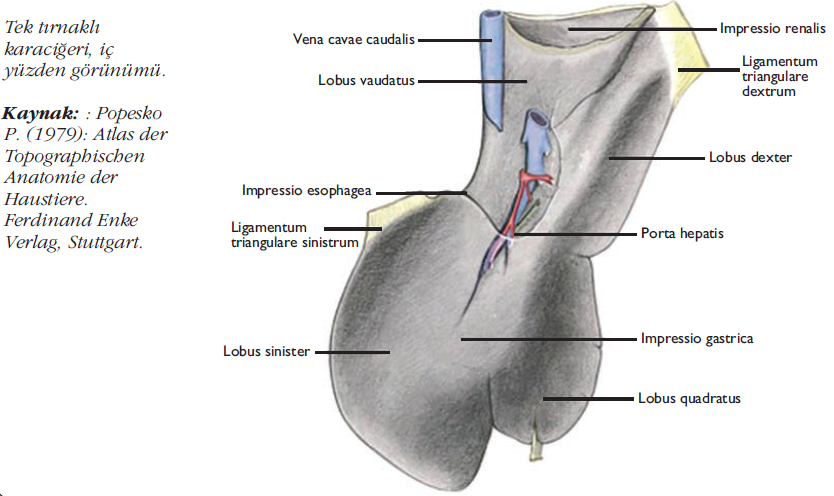 Tek tırnaklı
karaciğeri, iç
yüzden görünümü.
Kaynak: : Popesko
P. (1979): Atlas der
Topographischen
Anatomie der
Haustiere.
Ferdinand Enke
Verlag, Stuttgart.
Vena cavae caudalis
Lobus vaudatus
Impressio esophagea
Ligamentum
triangulare sinistrum
Lobus sinister
Impressio renalis
Ligamentum
triangulare
dextrum
Lobus dexter
Porta hepatis
Impressio gastrica
Lobus quadratus